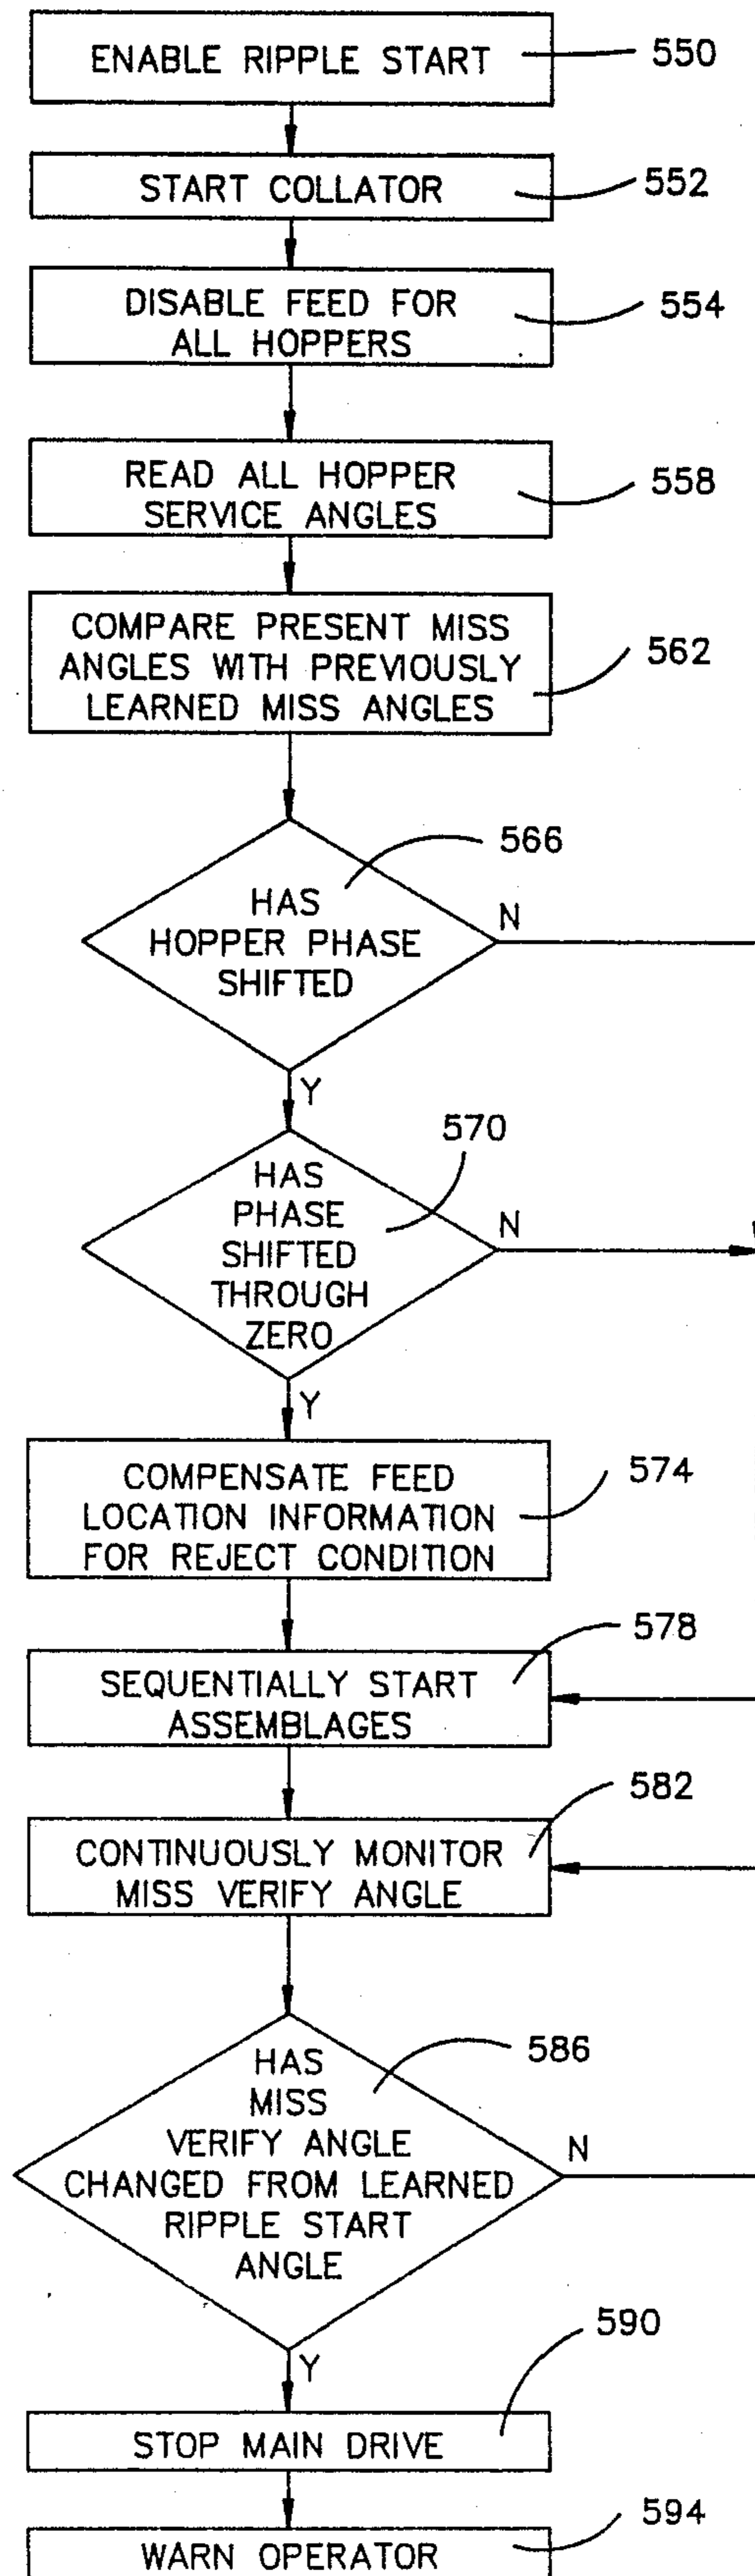 ENABLE RIPPLE START
550
START COLLATOR
552
DISABLE FEED FOR
ALL HOPPERS
554
READ ALL HOPPER
SERVICE ANGLES
558
COMPARE PRESENT MISS
ANGLES WITH PREVIOUSLY
LEARNED MISS ANGLES
562
566
HAS
HOPPER PHASE
SHIFTED
N
Y
570
HAS
PHASE
SHIFTED
THROUGH
ZERO
N
Y
COMPENSATE FEED
LOCATION INFORMATION
FOR REJECT CONDITION
574
SEQUENTIALLY START
ASSEMBLAGES
578
CONTINUOUSLY MONITOR
MISS VERIFY ANGLE
582
586
HAS
MISS
VERIFY ANGLE
CHANGED FROM LEARNED
RIPPLE START
ANGLE
N
Y
590
STOP MAIN DRIVE
594
WARN OPERATOR